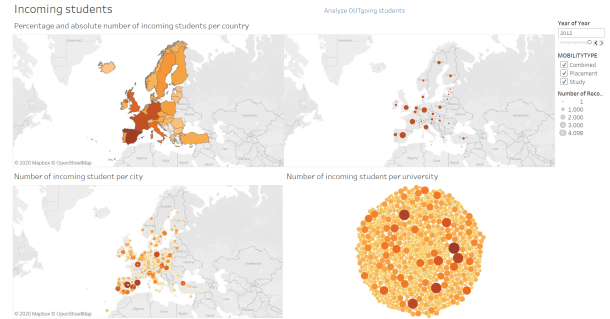 Incoming students
Analyze OUTgoing students
Percentage and absolute number of incoming students per country
Year of Year
2012
MOBILITYTYPE
Combined
Placement
Study
Number of Reco..
1
1.000
2.000
3.000
4.098
© 2020 Mapbox © OpenStreetMap
Number of incoming student per city
Number of incoming student per university
© 2020 Mapbox © OpenStreetMap